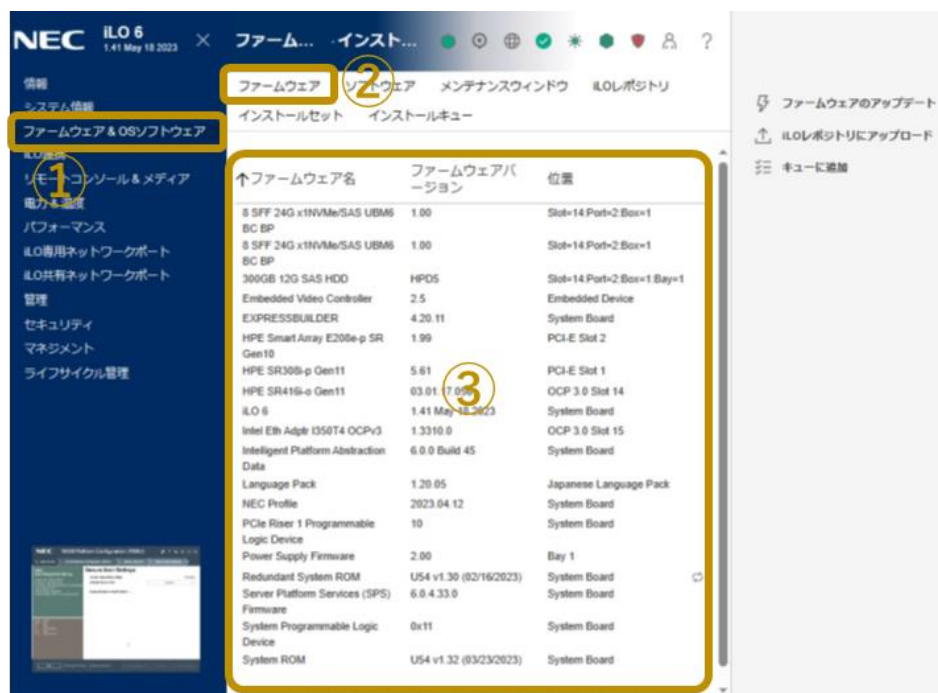 NEC iLO 6
1.41 May 18 2023
×
ファーム... ·インスト...
?
情報
システム情報
ファームウェア & OSソフトウェア
iLO連携
リモートコンソール & メディア
電力 & 温度
パフォーマンス
iLO専用ネットワークポート
iLO共有ネットワークポート
管理
セキュリティ
マネジメント
ライフサイクル管理
①
ファームウェア ソフトウェア メンテナンスウィンドウ iLOレポジトリ
②
インストールセット インストールキュー
↑ファームウェア名 ファームウェアバージョン 位置
8 SFF 24G x1NVMe/SAS UBM6 1.00 Slot=14:Port=2:Box=1
BC BP
8 SFF 24G x1NVMe/SAS UBM6 1.00 Slot=14:Port=2:Box=1
BC BP
300GB 12G SAS HDD HPD5 Slot=14:Port=2:Box=1:Bay=1
Embedded Video Controller 2.5 Embedded Device
EXPRESSBUILDER 4.20.11 System Board
HPE Smart Array E208e-p SR 1.99 PCI-E Slot 2
Gen10
HPE SR308i-p Gen11 5.61 PCI-E Slot 1
HPE SR416i-o Gen11 OCP 3.0 Slot 14
③
iLO 6 1.41 May 18 2023 System Board
Intel Eth Adptr I350T4 OCPv3 1.3310.0 OCP 3.0 Slot 15
Intelligent Platform Abstraction 6.0.0 Build 45 System Board
Data
Language Pack 1.20.05 Japanese Language Pack
NEC Profile 2023.04.12 System Board
PCIe Riser 1 Programmable 10 System Board
Logic Device
Power Supply Firmware 2.00 Bay 1
Redundant System ROM U54 v1.30 (02/16/2023) System Board
Server Platform Services (SPS) 6.0.4.33.0 System Board
Firmware
System Programmable Logic 0x11 System Board
Device
System ROM U54 v1.32 (03/23/2023) System Board
ファームウェアのアップデート
iLOレポジトリにアップロード
キューに追加